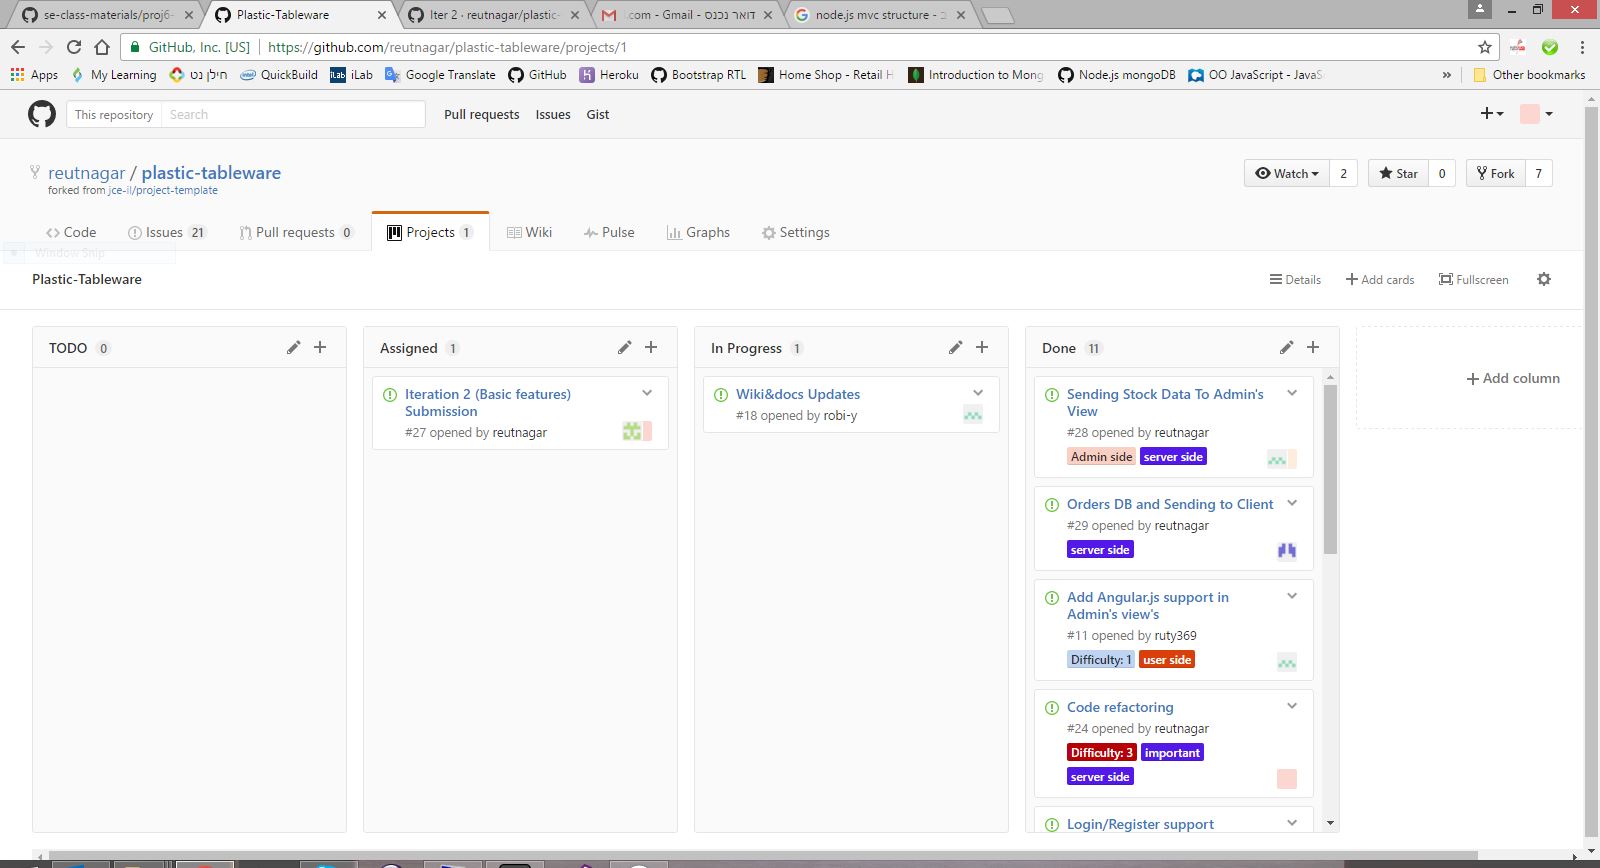 se-class-materials/proj6-
Plastic-Tableware
Iter 2 · reutnagar/plastic-
דואר נכנס - Gmail - com.
node.js mvc structure - ב
GitHub, Inc. [US]
https://github.com/reutnagar/plastic-tableware/projects/1
Apps
My Learning
חילן נט
QuickBuild
iLab
iLab
Google Translate
GitHub
Heroku
Bootstrap RTL
Home Shop - Retail H
Introduction to Mong
Node.js mongoDB
OO JavaScript - JavaS
»
Other bookmarks
This repository
Search
Pull requests
Issues
Gist
reutnagar / plastic-tableware
forked from jce-il/project-template
Watch 2
Star 0
Fork 7
Code
Issues 21
Pull requests 0
Projects 1
Wiki
Pulse
Graphs
Settings
Window Snip
Plastic-Tableware
Details
Add cards
Fullscreen
TODO 0
Assigned 1
Iteration 2 (Basic features)
Submission
#27 opened by reutnagar
In Progress 1
Wiki&docs Updates
#18 opened by robi-y
Done 11
Sending Stock Data To Admin's
View
#28 opened by reutnagar
Admin side server side
Orders DB and Sending to Client
#29 opened by reutnagar
server side
Add Angular.js support in
Admin's view's
#11 opened by ruty369
Difficulty: 1 user side
Code refactoring
#24 opened by reutnagar
Difficulty: 3 important
server side
Login/Register support
Add column